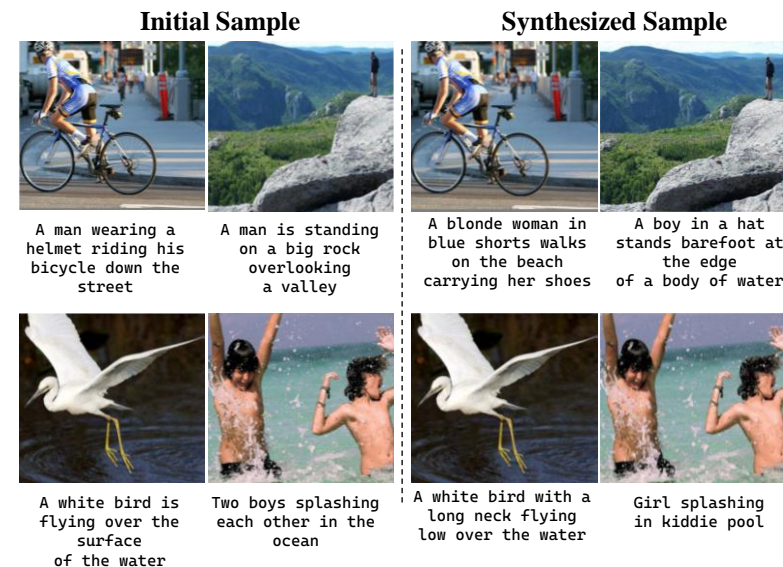 Initial Sample
Synthesized Sample
A man wearing a
helmet riding his
bicycle down the
street
A man is standing
on a big rock
overlooking
a valley
A blonde woman in
blue shorts walks
on the beach
carrying her shoes
A boy in a hat
stands barefoot at
the edge
of a body of water
A white bird is
flying over the
surface
of the water
Two boys splashing
each other in the
ocean
A white bird with a
long neck flying
low over the water
Girl splashing
in kiddie pool